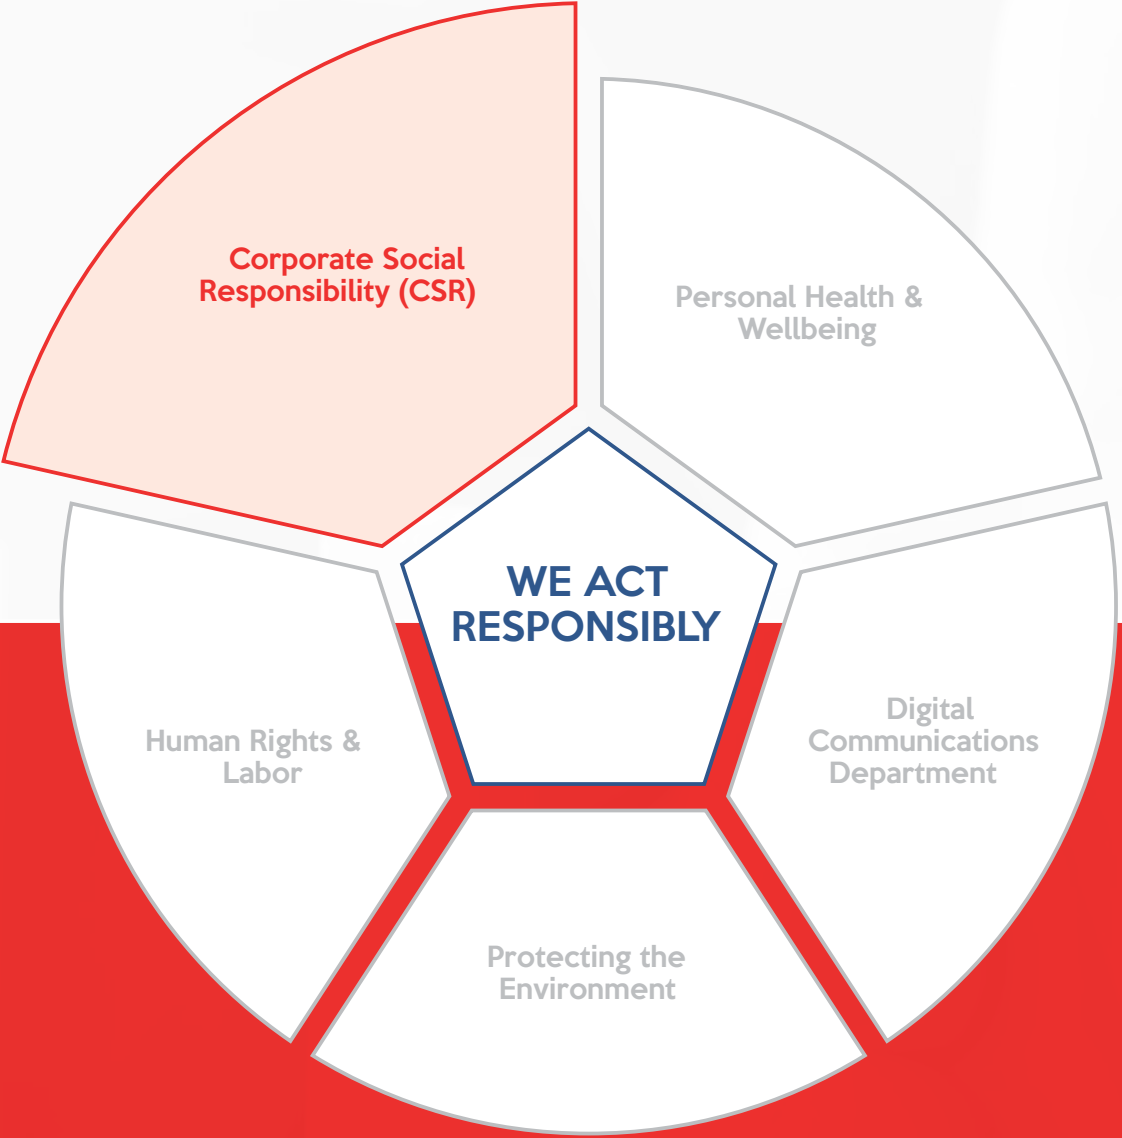 Corporate Social
Responsibility (CSR)
Personal Health &
Wellbeing
WE ACT
RESPONSIBLY
Human Rights &
Labor
Digital
Communications
Department
Protecting the
Environment